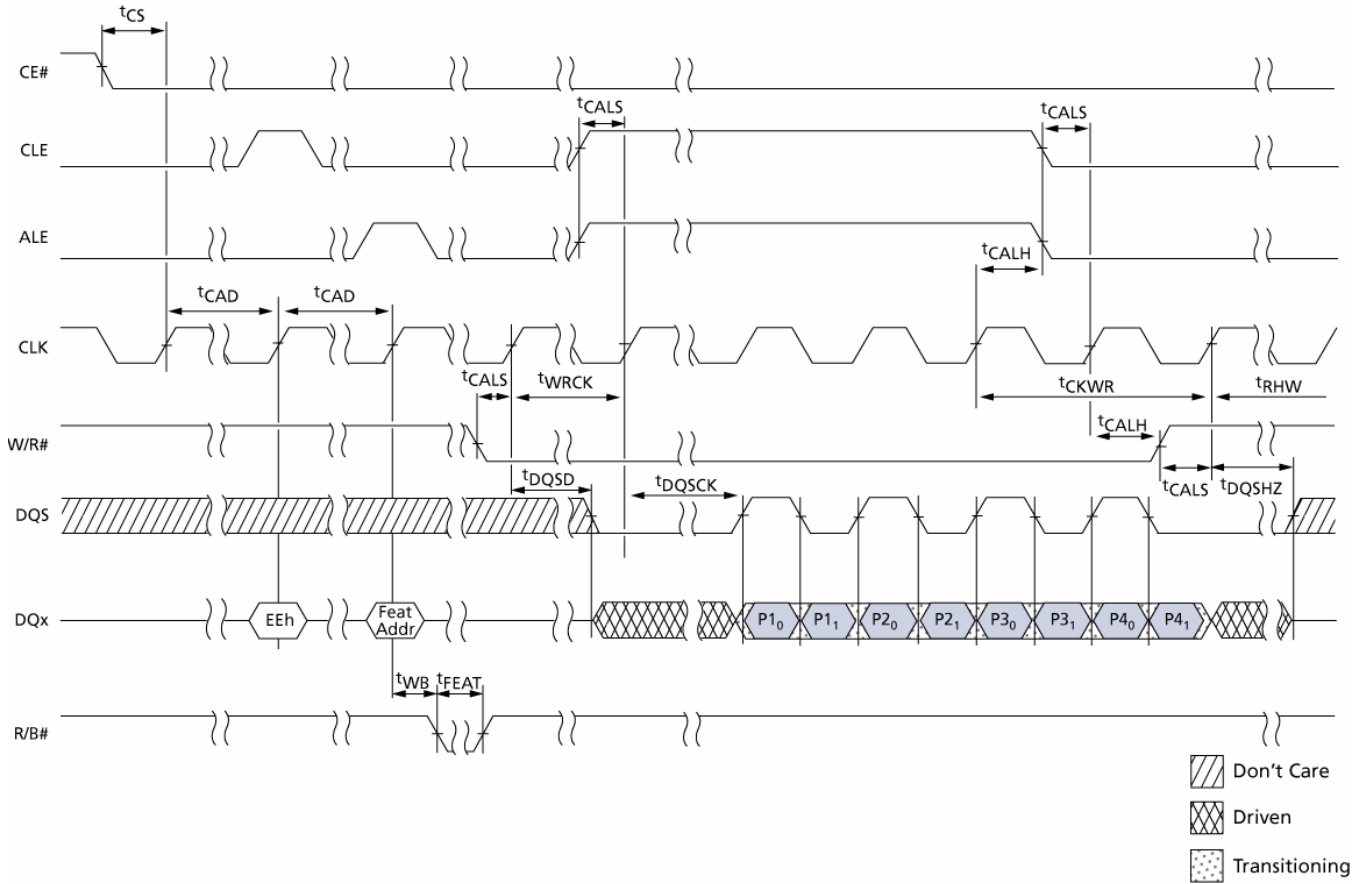 tCS
CE#
tCALS
tCALS
CLE
ALE
tCALH
tCAD
tCAD
CLK
tCALS
tWRCK
tCKWR
tRHW
tCALH
W/R#
tDQSD
tDQSCK
tCALS
tDQSHZ
DQS
DQx
EEh
Feat
Addr
P10
P11
P20
P21
P30
P31
P40
P41
tWB
tFEAT
R/B#
Don't Care
Driven
Transitioning